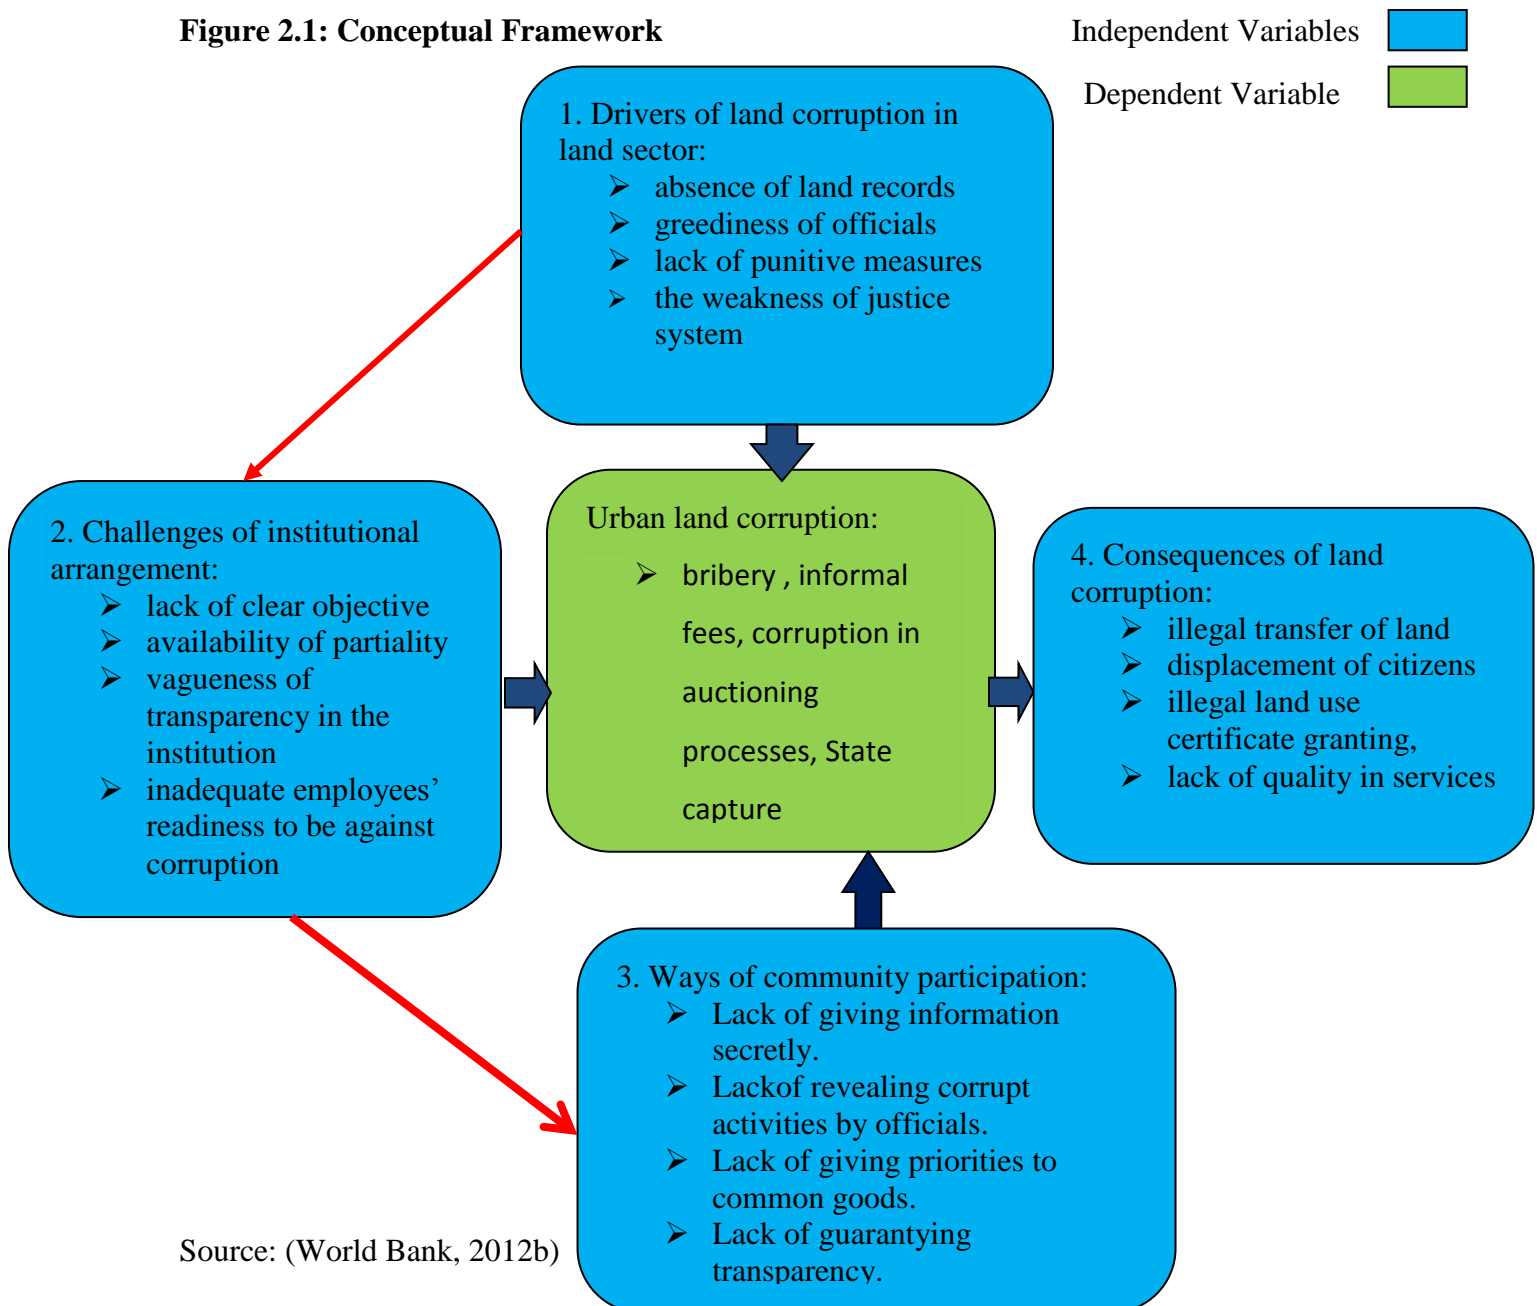 Figure 2.1: Conceptual Framework
Independent Variables
Dependent Variable
1. Drivers of land corruption in
land sector:
➢ absence of land records
➢ greediness of officials
➢ lack of punitive measures
➢ the weakness of justice
system
2. Challenges of institutional
arrangement:
➢ lack of clear objective
➢ availability of partiality
➢ vagueness of
transparency in the
institution
➢ inadequate employees’
readiness to be against
corruption
Urban land corruption:
➢ bribery , informal
fees, corruption in
auctioning
processes, State
capture
4. Consequences of land
corruption:
➢ illegal transfer of land
➢ displacement of citizens
➢ illegal land use
certificate granting,
➢ lack of quality in services
3. Ways of community participation:
➢ Lack of giving information
secretly.
➢ Lackof revealing corrupt
activities by officials.
➢ Lack of giving priorities to
common goods.
➢ Lack of guarantying
transparency.
Source: (World Bank, 2012b)